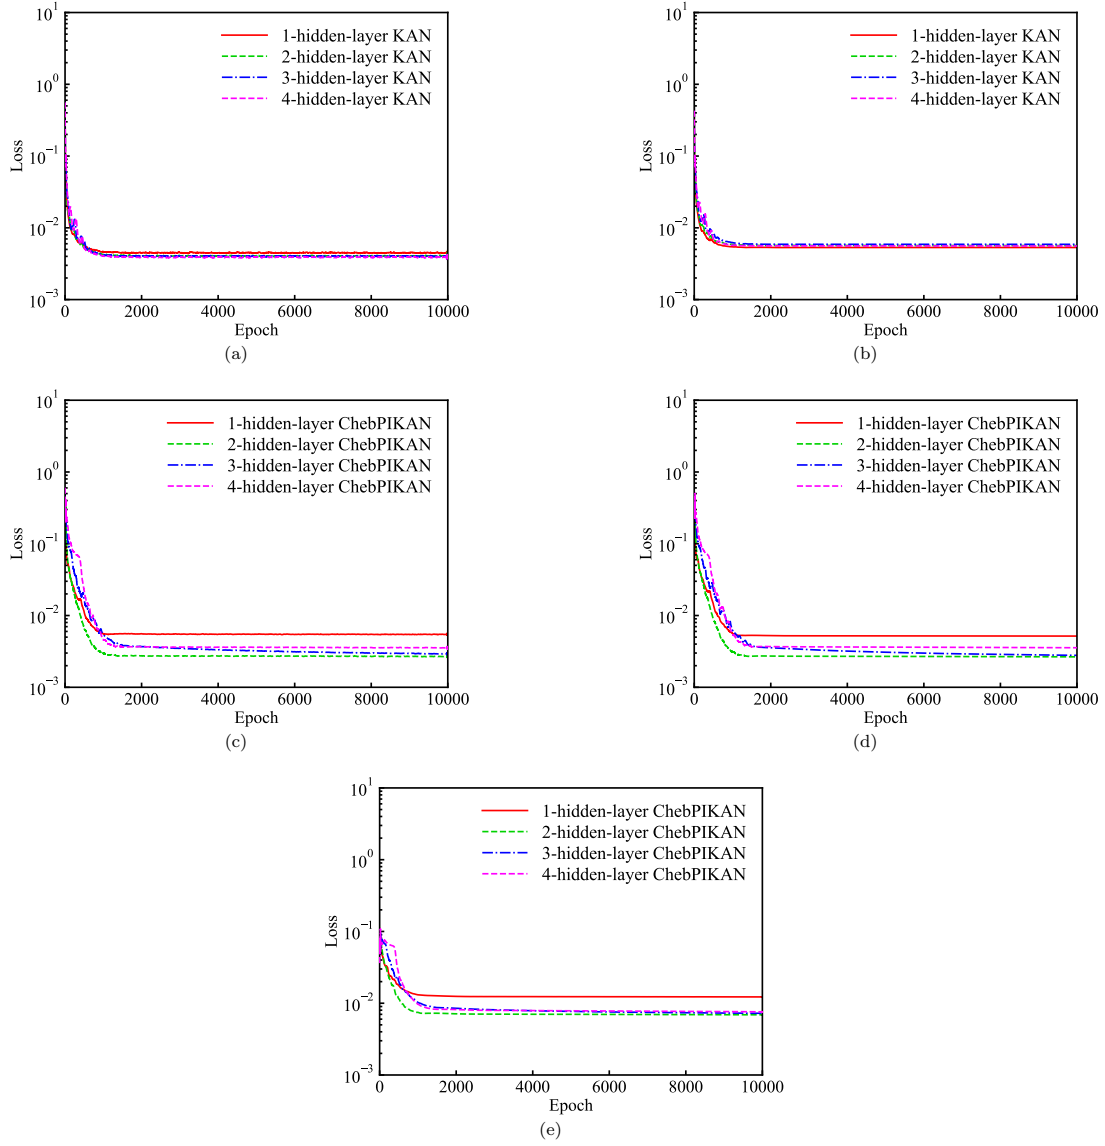 10^1
10^0
10^-1
10^-2
10^-3
Loss
1-hidden-layer KAN
2-hidden-layer KAN
3-hidden-layer KAN
4-hidden-layer KAN
0 2000 4000 6000 8000 10000
Epoch
(a)
10^1
10^0
10^-1
10^-2
10^-3
Loss
1-hidden-layer KAN
2-hidden-layer KAN
3-hidden-layer KAN
4-hidden-layer KAN
0 2000 4000 6000 8000 10000
Epoch
(b)
10^1
10^0
10^-1
10^-2
10^-3
Loss
1-hidden-layer ChebPIKAN
2-hidden-layer ChebPIKAN
3-hidden-layer ChebPIKAN
4-hidden-layer ChebPIKAN
0 2000 4000 6000 8000 10000
Epoch
(c)
10^1
10^0
10^-1
10^-2
10^-3
Loss
1-hidden-layer ChebPIKAN
2-hidden-layer ChebPIKAN
3-hidden-layer ChebPIKAN
4-hidden-layer ChebPIKAN
0 2000 4000 6000 8000 10000
Epoch
(d)
10^1
10^0
10^-1
10^-2
10^-3
Loss
1-hidden-layer ChebPIKAN
2-hidden-layer ChebPIKAN
3-hidden-layer ChebPIKAN
4-hidden-layer ChebPIKAN
0 2000 4000 6000 8000 10000
Epoch
(e)